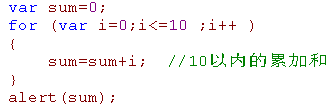 var sum=0;
for (var i=0;i<=10 ;i++ )
{
    sum=sum+i;  //10以内的累加和
}
alert(sum);